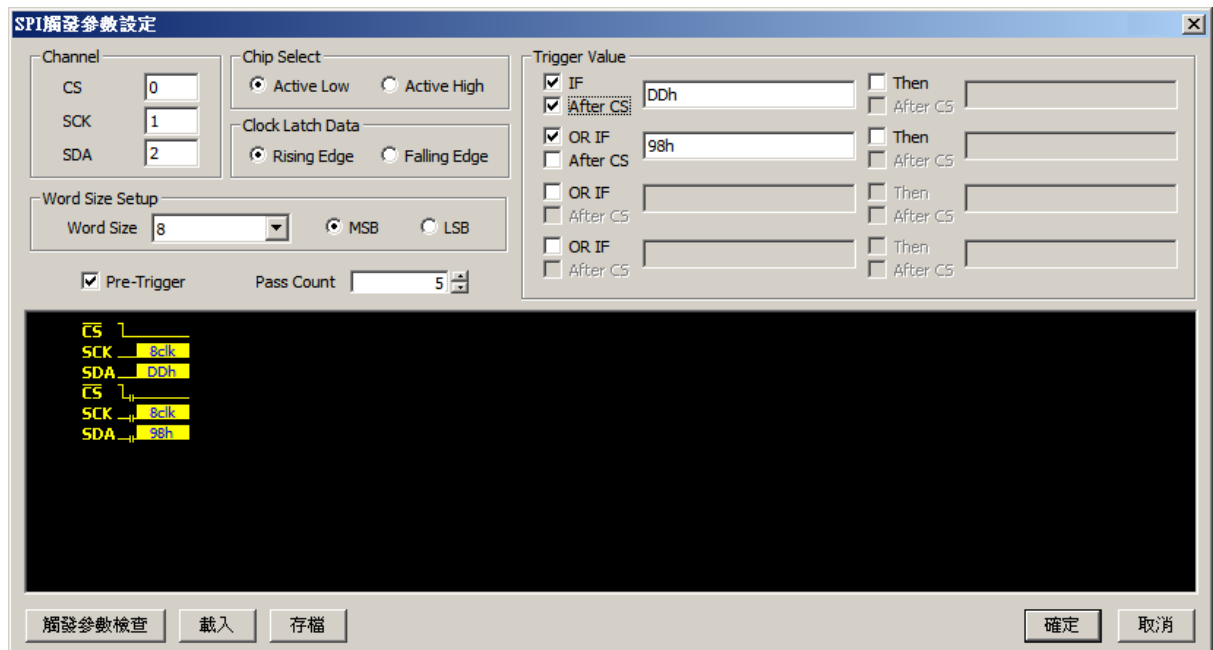 SPI觸發參數設定
Channel
CS 0
SCK 1
SDA 2
Chip Select
Active Low Active High
Clock Latch Data
Rising Edge Falling Edge
Word Size Setup
Word Size 8 MSB LSB
Pre-Trigger Pass Count 5
Trigger Value
IF DDh Then
After CS After CS
OR IF 98h Then
After CS After CS
OR IF Then
After CS After CS
OR IF Then
After CS After CS
CS
SCK 8clk
SDA DDh
CS
SCK 8clk
SDA 98h
觸發參數檢查 載入 存檔 確定 取消